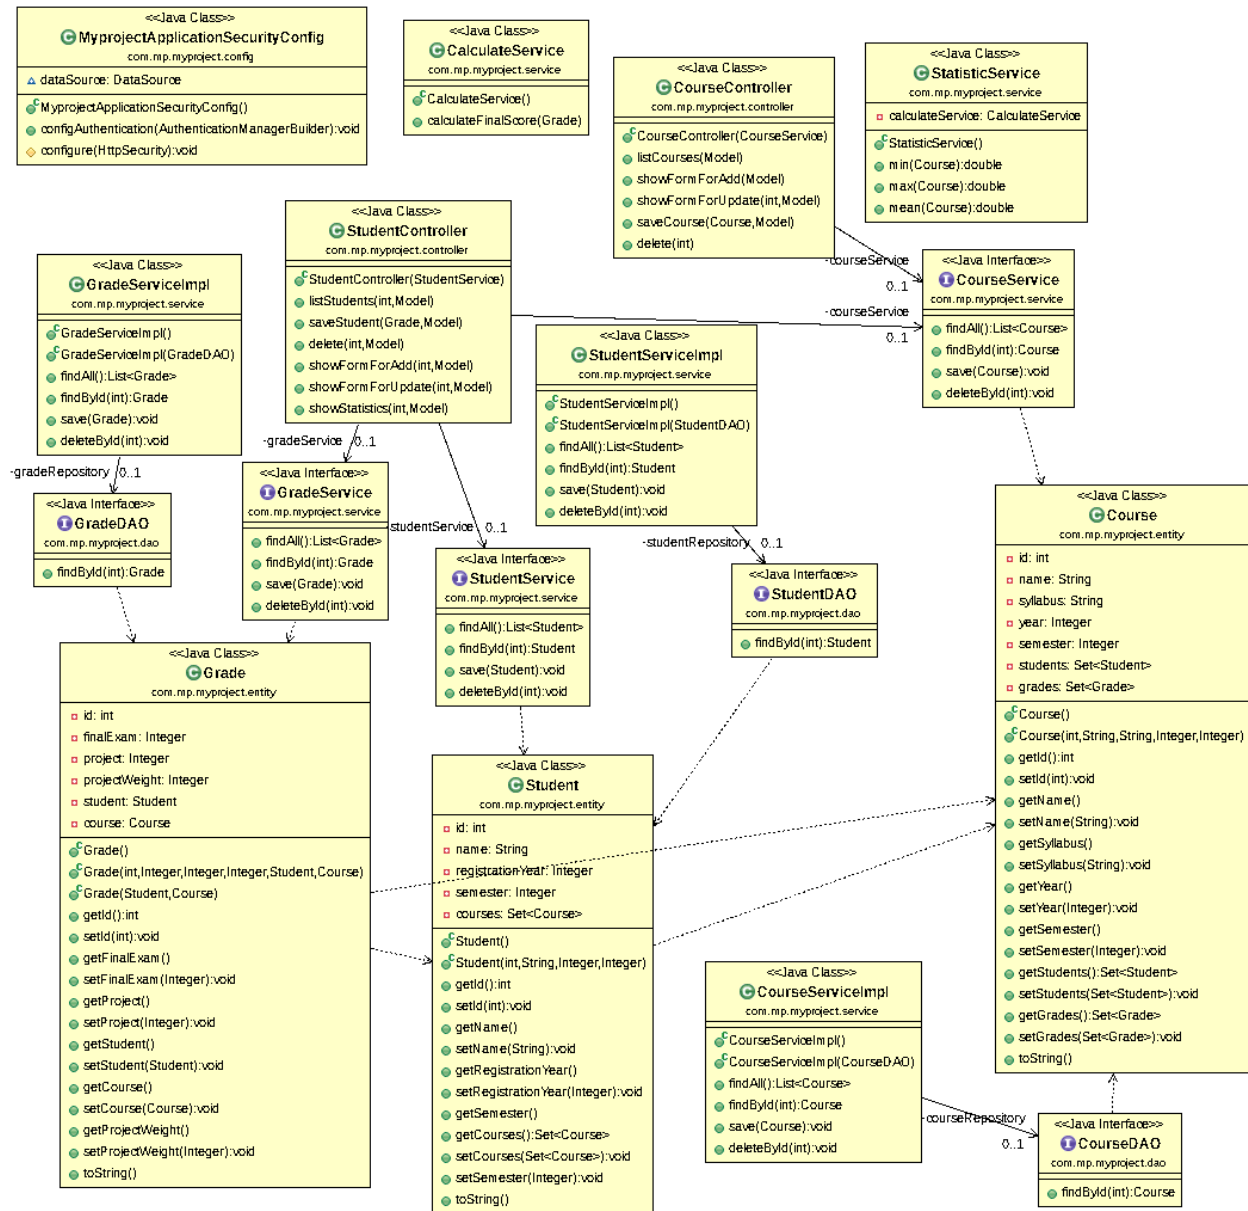 <<Java Class>>
MyprojectApplicationSecurityConfig
com.mp.myproject.config
dataSource: DataSource
MyprojectApplicationSecurityConfig()
configAuthentication(AuthenticationManagerBuilder):void
configure(HttpSecurity):void
<<Java Class>>
CalculateService
com.mp.myproject.service
CalculateService()
calculateFinalScore(Grade)
<<Java Class>>
CourseController
com.mp.myproject.controller
CourseController(CourseService)
listCourses(Model)
showFormForAdd(Model)
showFormForUpdate(int,Model)
saveCourse(Course,Model)
delete(int)
<<Java Class>>
StatisticService
com.mp.myproject.service
calculateService: CalculateService
StatisticService()
min(Course):double
max(Course):double
mean(Course):double
<<Java Class>>
StudentController
com.mp.myproject.controller
StudentController(StudentService)
listStudents(int,Model)
saveStudent(Grade,Model)
delete(int,Model)
showFormForAdd(int,Model)
showFormForUpdate(int,Model)
showStatistics(int,Model)
<<Java Class>>
GradeServiceImpl
com.mp.myproject.service
GradeServiceImpl()
GradeServiceImpl(GradeDAO)
findAll():List<Grade>
findById(int):Grade
save(Grade):void
deleteById(int):void
-courseService
0..1
-courseService
0..1
<<Java Interface>>
CourseService
com.mp.myproject.service
findAll():List<Course>
findById(int):Course
save(Course):void
deleteById(int):void
<<Java Class>>
StudentServiceImpl
com.mp.myproject.service
StudentServiceImpl()
StudentServiceImpl(StudentDAO)
findAll():List<Student>
findById(int):Student
save(Student):void
deleteById(int):void
-gradeRepository
0..1
-gradeService
0..1
<<Java Interface>>
GradeDAO
com.mp.myproject.dao
findById(int):Grade
<<Java Interface>>
GradeService
com.mp.myproject.service
findAll():List<Grade>
findById(int):Grade
save(Grade):void
deleteById(int):void
-studentService
0..1
-studentRepository
0..1
<<Java Interface>>
StudentService
com.mp.myproject.service
findAll():List<Student>
findById(int):Student
save(Student):void
deleteById(int):void
<<Java Interface>>
StudentDAO
com.mp.myproject.dao
findById(int):Student
<<Java Class>>
Course
com.mp.myproject.entity
id: int
name: String
syllabus: String
year: Integer
semester: Integer
students: Set<Student>
grades: Set<Grade>
Course()
Course(int,String,String,Integer,Integer)
getId():int
setId(int):void
getName()
setName(String):void
getSyllabus()
setSyllabus(String):void
getYear()
setYear(Integer):void
getSemester()
setSemester(Integer):void
getStudents():Set<Student>
setStudents(Set<Student>):void
getGrades():Set<Grade>
setGrades(Set<Grade>):void
toString()
<<Java Class>>
Grade
com.mp.myproject.entity
id: int
finalExam: Integer
project: Integer
projectWeight: Integer
student: Student
course: Course
Grade()
Grade(int,Integer,Integer,Integer,Student,Course)
Grade(Student,Course)
getId():int
setId(int):void
getFinalExam()
setFinalExam(Integer):void
getProject()
setProject(Integer):void
getStudent()
setStudent(Student):void
getCourse()
setCourse(Course):void
getProjectWeight()
setProjectWeight(Integer):void
toString()
<<Java Class>>
Student
com.mp.myproject.entity
id: int
name: String
registrationYear: Integer
semester: Integer
courses: Set<Course>
Student()
Student(int,String,Integer,Integer)
getId():int
setId(int):void
getName()
setName(String):void
getRegistrationYear()
setRegistrationYear(Integer):void
getSemester()
getCourses():Set<Course>
setCourses(Set<Course>):void
setSemester(Integer):void
toString()
<<Java Class>>
CourseServiceImpl
com.mp.myproject.service
CourseServiceImpl()
CourseServiceImpl(CourseDAO)
findAll():List<Course>
findById(int):Course
save(Course):void
deleteById(int):void
-courseRepository
0..1
<<Java Interface>>
CourseDAO
com.mp.myproject.dao
findById(int):Course